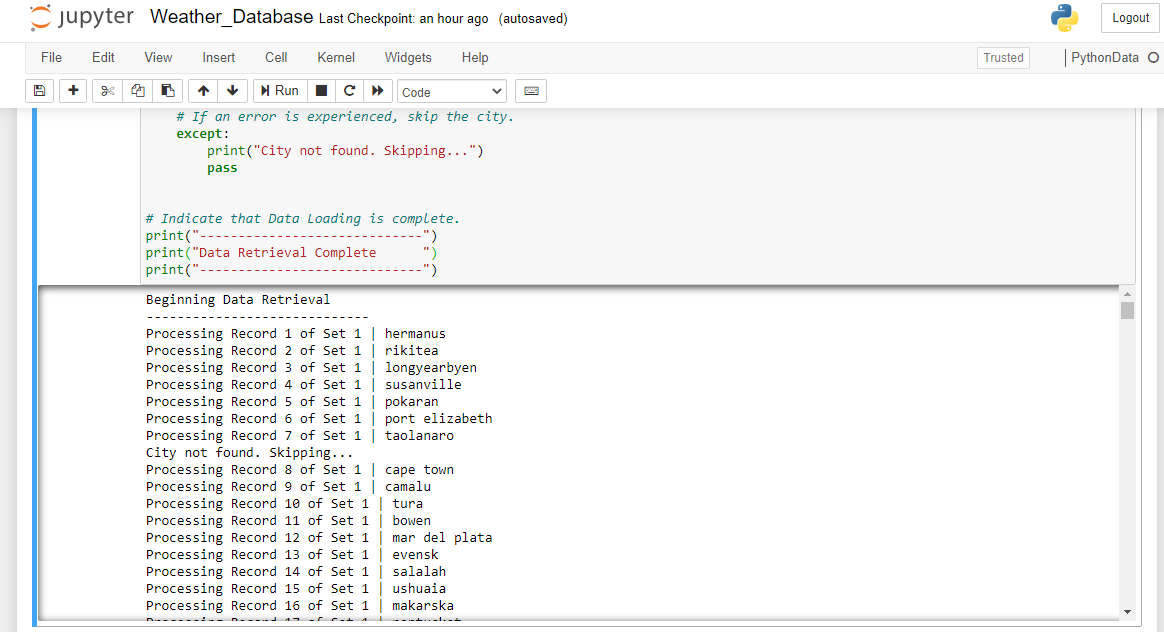 jupyter Weather_Database Last Checkpoint: an hour ago (autosaved) Logout
File Edit View Insert Cell Kernel Widgets Help Trusted PythonData
Run Code
# If an error is experienced, skip the city.
except:
print("City not found. Skipping...")
pass
# Indicate that Data Loading is complete.
print("-----------------------------")
print("Data Retrieval Complete      ")
print("-----------------------------")
Beginning Data Retrieval
-----------------------------
Processing Record 1 of Set 1 | hermanus
Processing Record 2 of Set 1 | rikitea
Processing Record 3 of Set 1 | longyearbyen
Processing Record 4 of Set 1 | susanville
Processing Record 5 of Set 1 | pokaran
Processing Record 6 of Set 1 | port elizabeth
Processing Record 7 of Set 1 | taolanaro
City not found. Skipping...
Processing Record 8 of Set 1 | cape town
Processing Record 9 of Set 1 | camalu
Processing Record 10 of Set 1 | tura
Processing Record 11 of Set 1 | bowen
Processing Record 12 of Set 1 | mar del plata
Processing Record 13 of Set 1 | evensk
Processing Record 14 of Set 1 | salalah
Processing Record 15 of Set 1 | ushuaia
Processing Record 16 of Set 1 | makarska
Processing Record 17 of Set 1 |